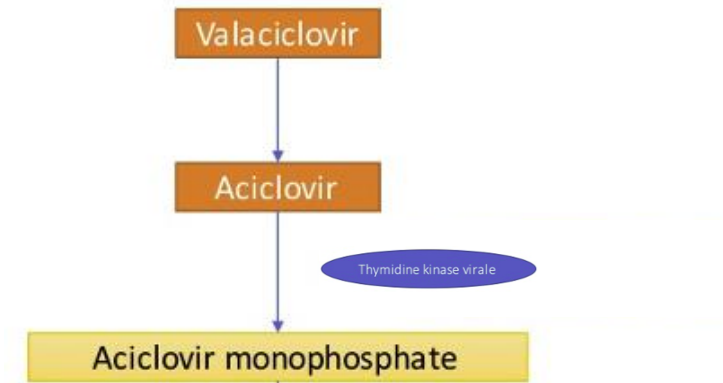 Valaciclovir
Aciclovir
Thymidine kinase virale
Aciclovir monophosphate